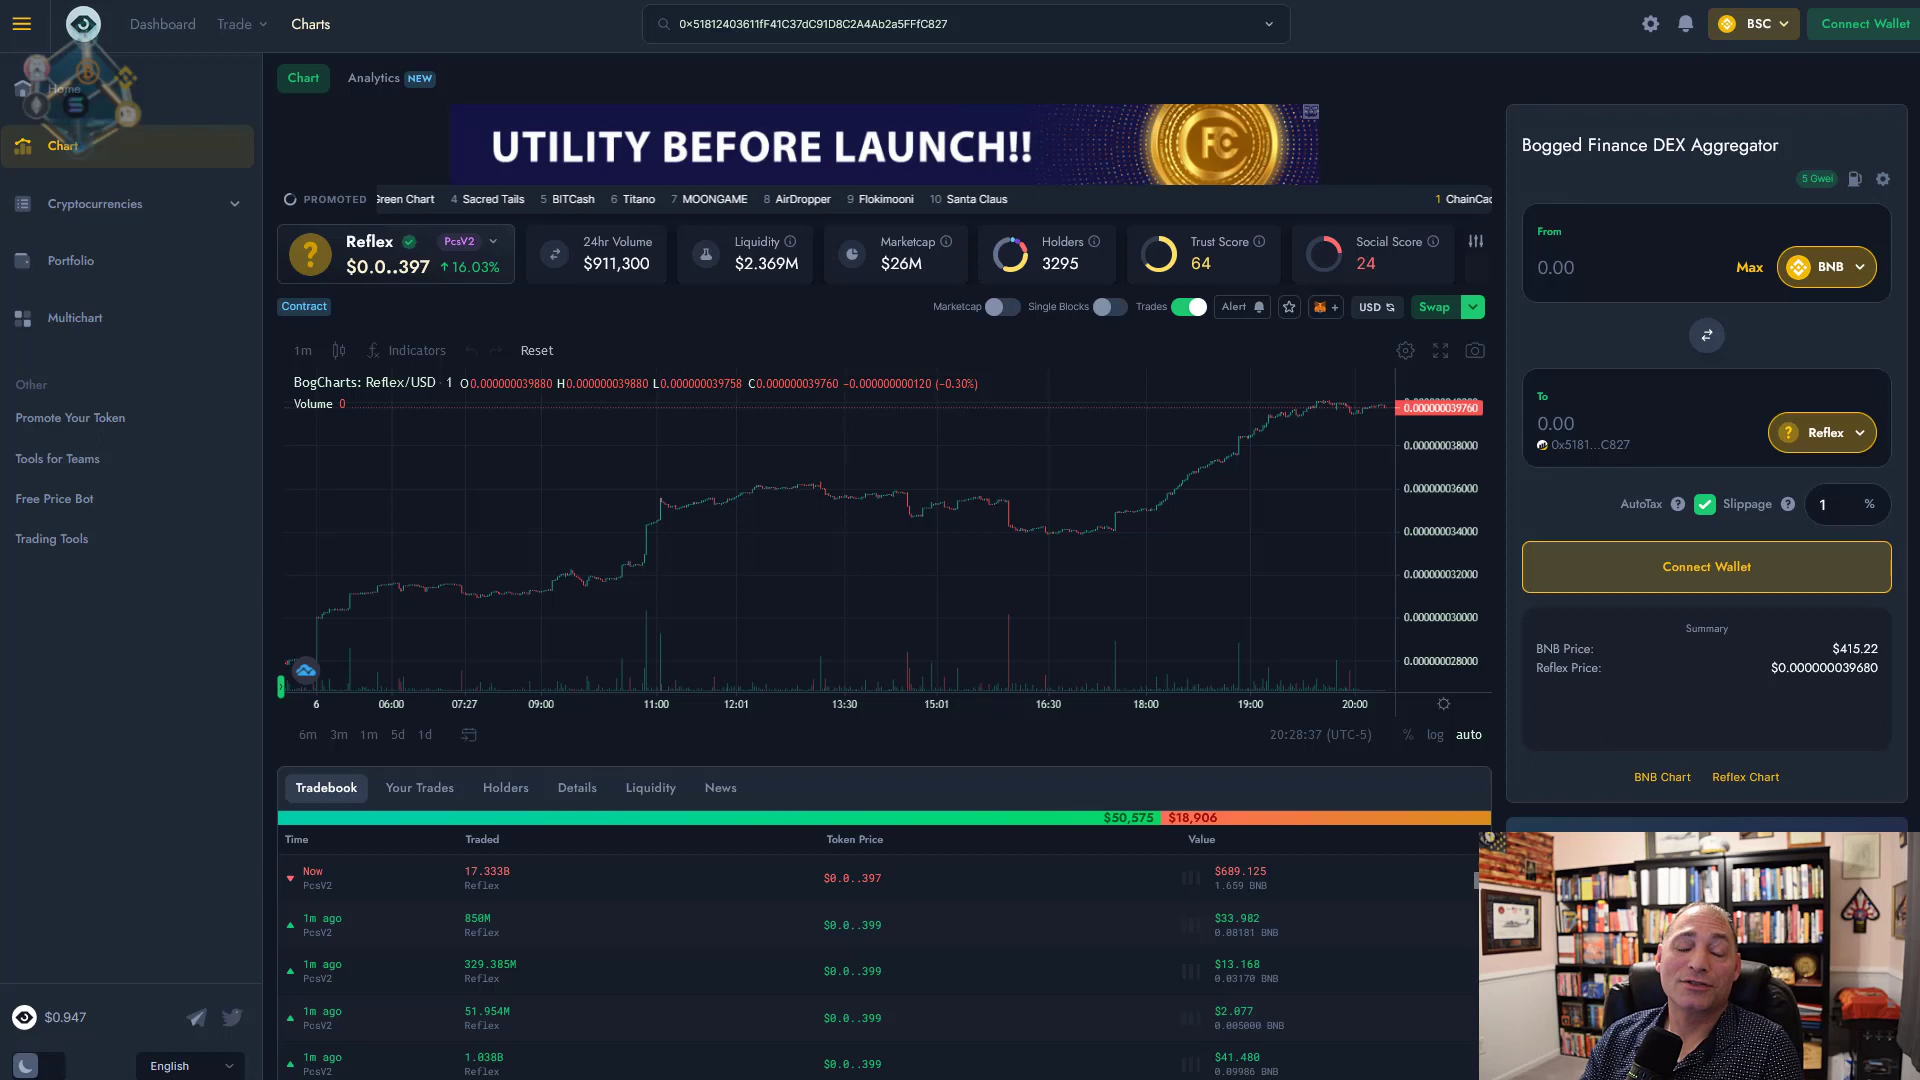 Dashboard
Trade
Charts
0×51812403611fF41C37dC91D8C2A4Ab2a5FFfC827
BSC
Connect Wallet
Home
Chart
Cryptocurrencies
Portfolio
Multichart
Other
Promote Your Token
Tools for Teams
Free Price Bot
Trading Tools
$0.947
English
Chart
Analytics NEW
UTILITY BEFORE LAUNCH!!
FC
PROMOTED
Green Chart 4 Sacred Tails 5 BITCash 6 Titano 7 MOONGAME 8 AirDropper 9 Flokimooni 10 Santa Claus
1 ChainCad
Reflex PcsV2
$0.0..397 16.03%
24hr Volume
$911,300
Liquidity
$2.369M
Marketcap
$26M
Holders
3295
Trust Score
64
Social Score
24
Contract
Marketcap Single Blocks Trades Alert + USD Swap
1m Indicators Reset
BogCharts: Reflex/USD · 1 O0.000000039880 H0.000000039880 L0.000000039758 C0.000000039760 −0.000000000120 (−0.30%)
Volume 0
0.000000039760
0.000000038000
0.000000036000
0.000000034000
0.000000032000
0.000000030000
0.000000028000
6 06:00 07:27 09:00 11:00 12:01 13:30 15:01 16:30 18:00 19:00 20:00
6m 3m 1m 5d 1d
20:28:37 (UTC-5) % log auto
Tradebook Your Trades Holders Details Liquidity News
$50,575 $18,906
Time Traded Token Price Value
Now 17.333B $0.0..397 $689.125
PcsV2 Reflex 1.659 BNB
1m ago 850M $0.0..399 $33.982
PcsV2 Reflex 0.08181 BNB
1m ago 329.385M $0.0..399 $13.168
PcsV2 Reflex 0.03170 BNB
1m ago 51.954M $0.0..399 $2.077
PcsV2 Reflex 0.005000 BNB
1m ago 1.038B $0.0..399 $41.480
PcsV2 Reflex 0.09986 BNB
Bogged Finance DEX Aggregator
5 Gwei
From
0.00 Max BNB
To
0.00 Reflex
0x5181...C827
AutoTax Slippage 1 %
Connect Wallet
Summary
BNB Price: $415.22
Reflex Price: $0.000000039680
BNB Chart Reflex Chart